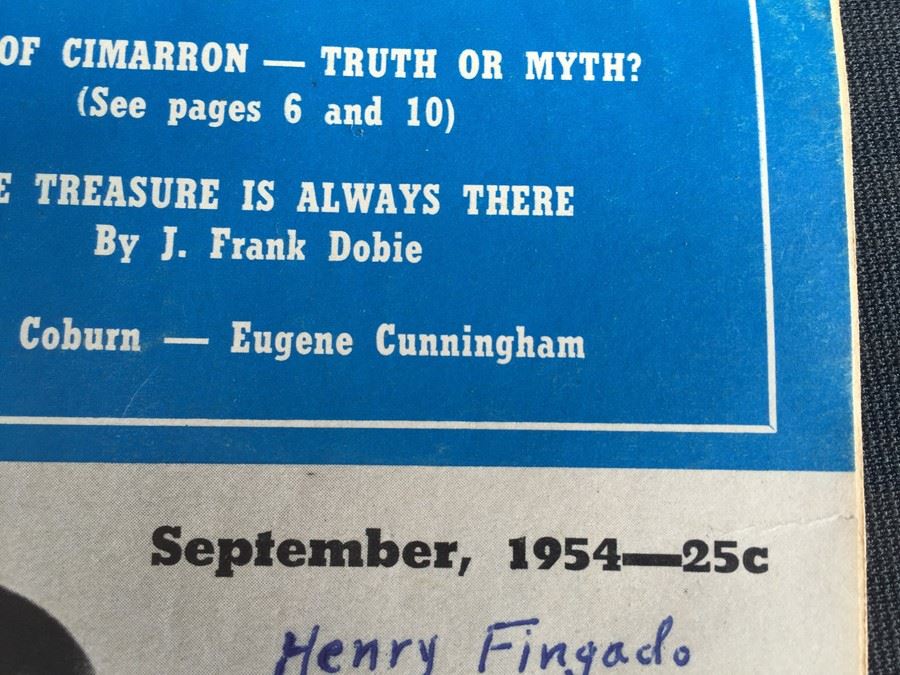 OF CIMARRON — TRUTH OR MYTH?
(See pages 6 and 10)
E TREASURE IS ALWAYS THERE
By J. Frank Dobie
Coburn — Eugene Cunningham
September, 1954—25c
Henry Fingado